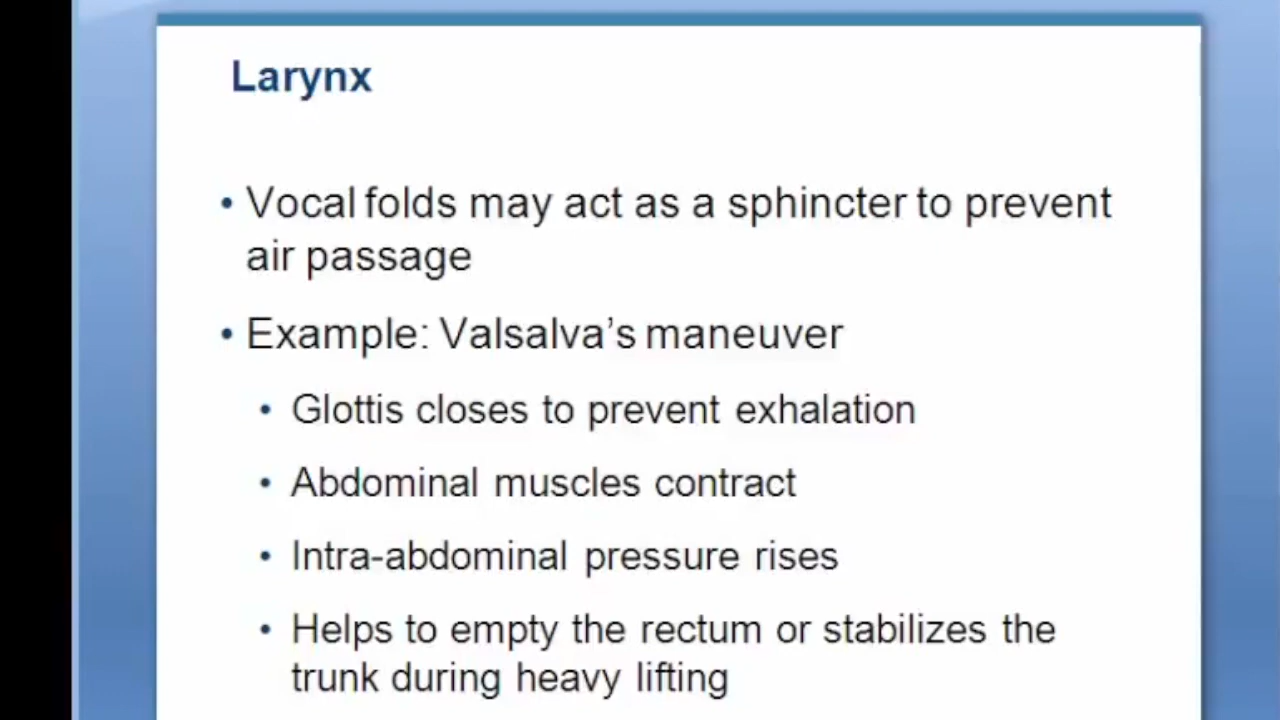 Larynx
• Vocal folds may act as a sphincter to prevent
air passage
• Example: Valsalva’s maneuver
• Glottis closes to prevent exhalation
• Abdominal muscles contract
• Intra-abdominal pressure rises
• Helps to empty the rectum or stabilizes the
trunk during heavy lifting